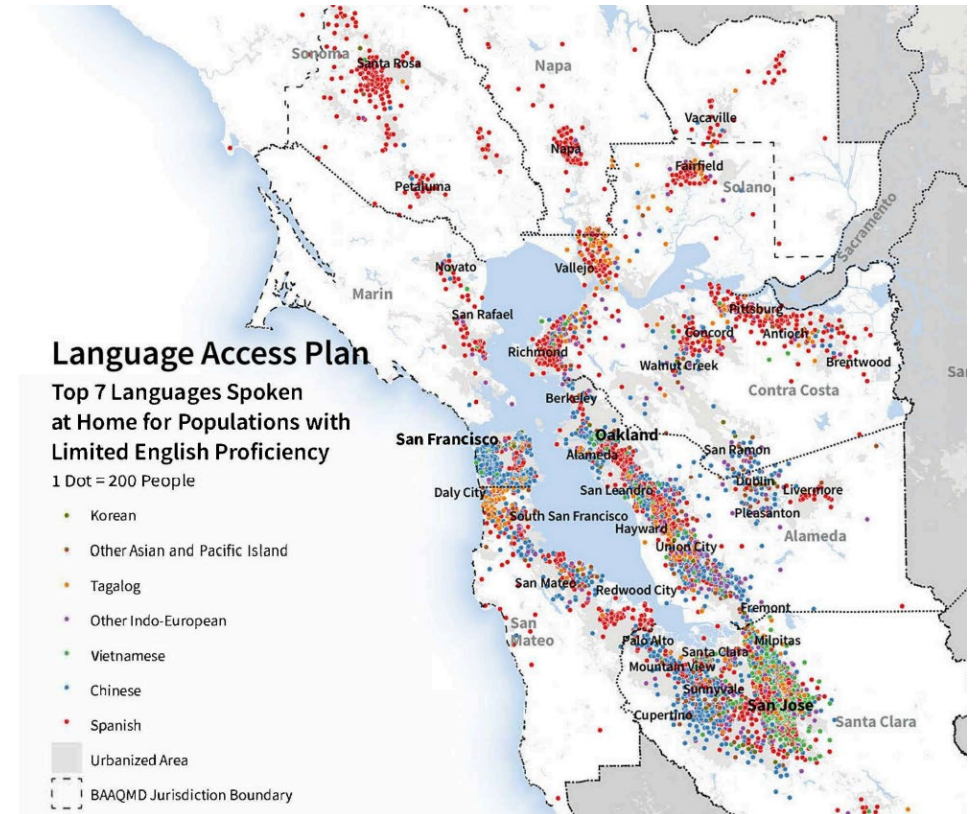 Sonoma
Santa Rosa
Napa
Vacaville
Napa
Fairfield
Solano
Petaluma
Sacramento
Novato
Vallejo
Marin
San Rafael
Pittsburg
Concord
Antioch
Richmond
Walnut Creek
Brentwood
Contra Costa
Berkeley
Language Access Plan
Top 7 Languages Spoken
at Home for Populations with
Limited English Proficiency
1 Dot = 200 People
San Francisco
Oakland
Alameda
San Ramon
Daly City
San Leandro
Dublin
Livermore
South San Francisco
Pleasanton
Hayward
Alameda
Union City
San Mateo
Redwood City
Fremont
San
Mateo
Palo Alto
Milpitas
Santa Clara
Mountain View
Sunnyvale
San Jose
Cupertino
Santa Clara
Korean
Other Asian and Pacific Island
Tagalog
Other Indo-European
Vietnamese
Chinese
Spanish
Urbanized Area
BAAQMD Jurisdiction Boundary